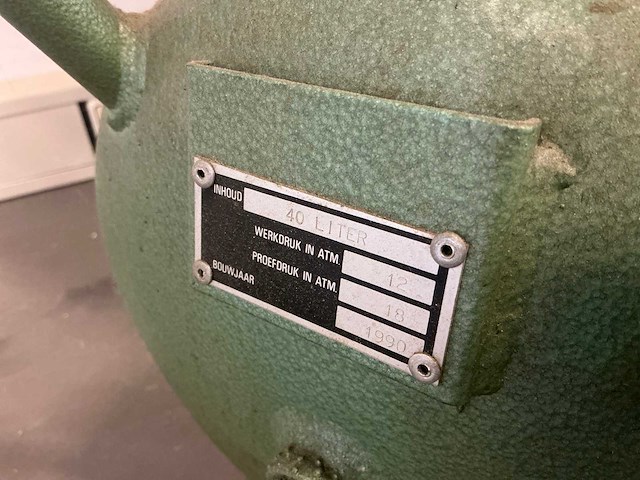 INHOUD 40 LITER
WERKDRUK IN ATM. 12
PROEFDRUK IN ATM. 18
BOUWJAAR 1990